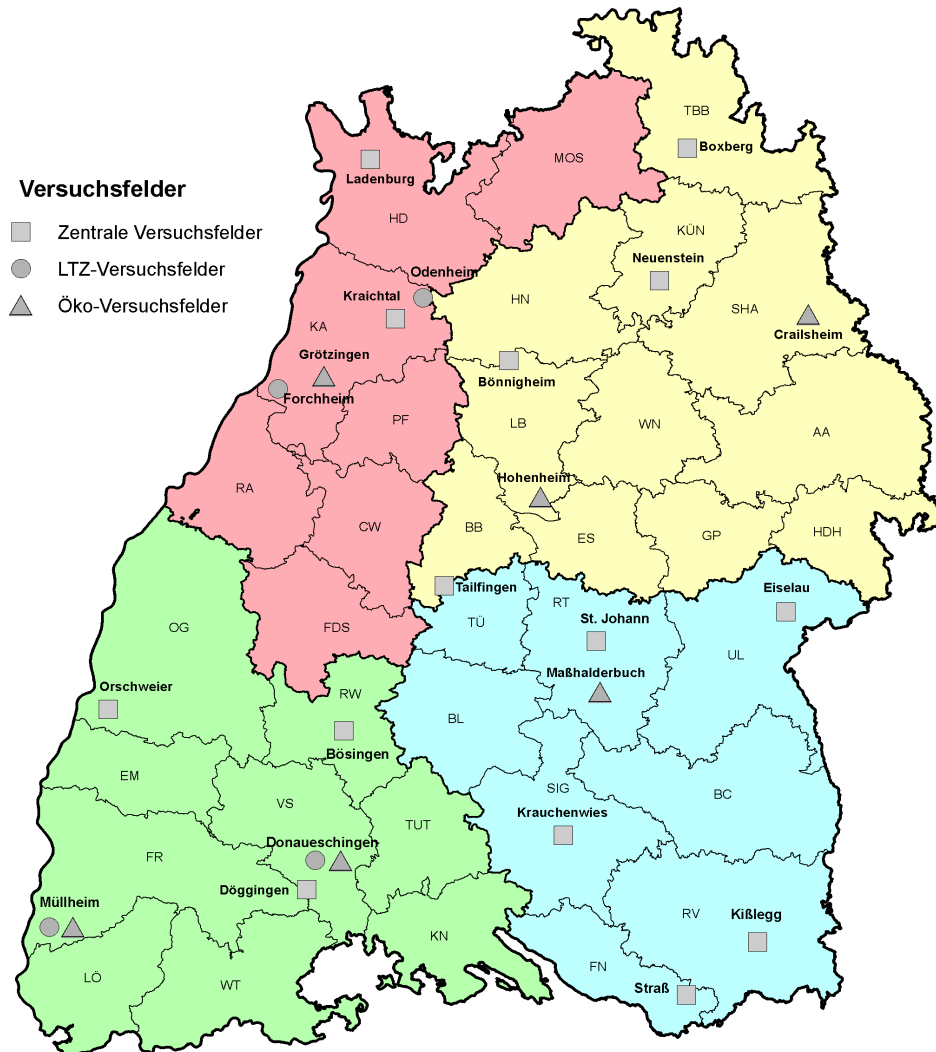 TBB
Boxberg
MOS
Ladenburg
Versuchsfelder
HD
Zentrale Versuchsfelder
KÜN
Neuenstein
LTZ-Versuchsfelder
Odenheim
Kraichtal
HN
Öko-Versuchsfelder
SHA
KA
Crailsheim
Grötzingen
Bönnigheim
Forchheim
PF
LB
WN
AA
Hohenheim
RA
CW
BB
ES
GP
HDH
Tailfingen
Eiselau
RT
St. Johann
TÜ
OG
FDS
UL
Maßhalderbuch
Orschweier
RW
BL
Bösingen
EM
VS
SIG
BC
Krauchenwies
TUT
Donaueschingen
FR
Döggingen
Müllheim
RV
Kißlegg
KN
FN
LÖ
WT
Straß